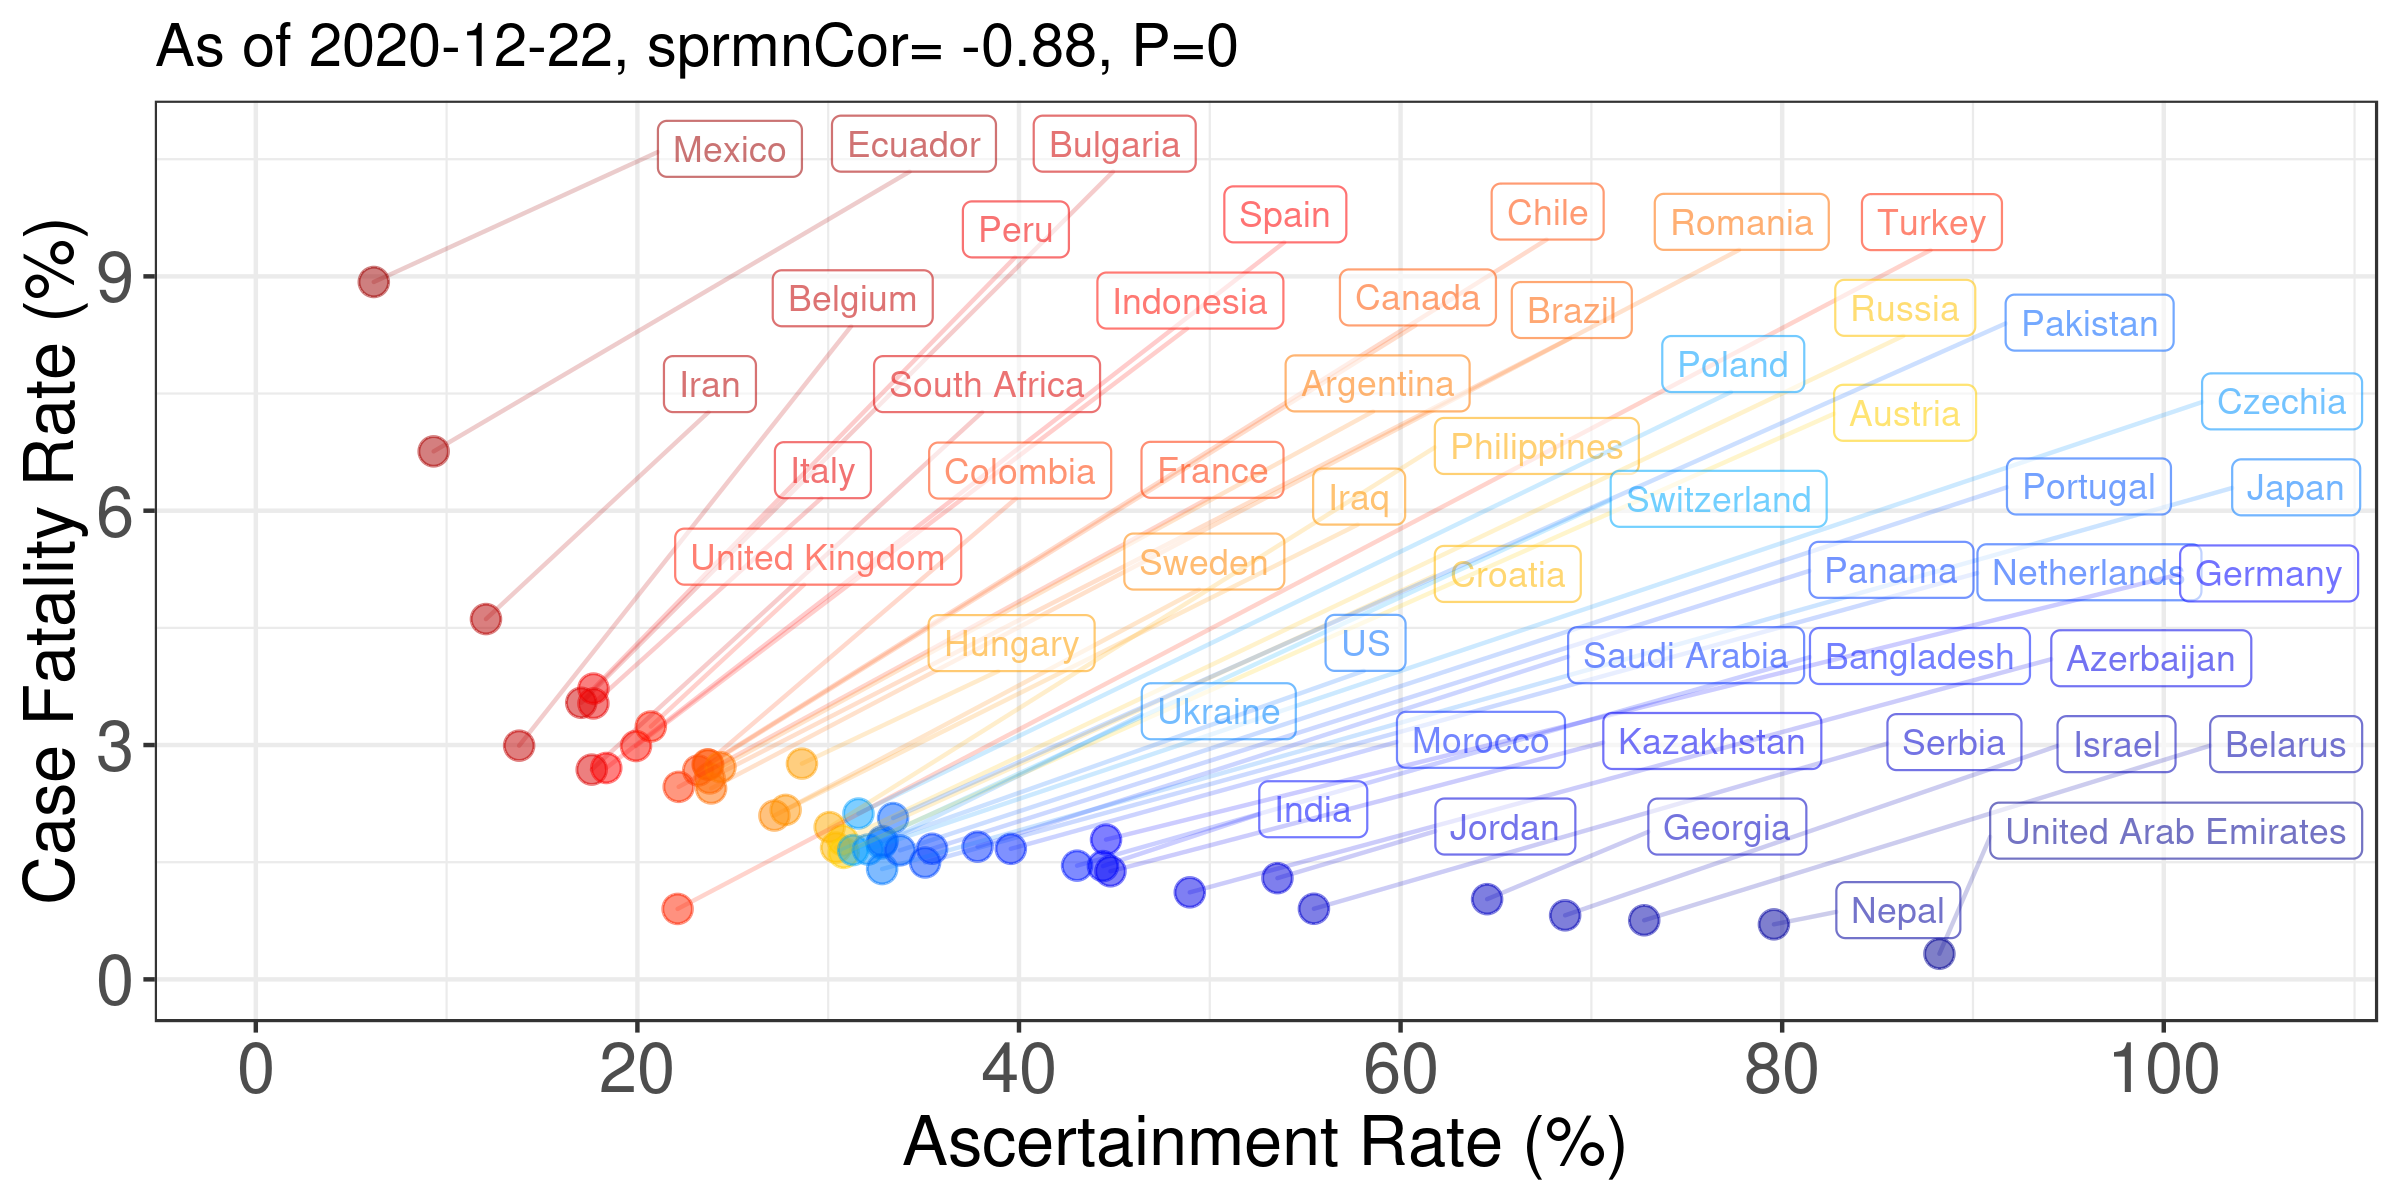 As of 2020-12-22, sprmnCor= -0.88, P=0
Mexico
Ecuador
Bulgaria
Peru
Spain
Chile
Romania
Turkey
Belgium
Indonesia
Canada
Brazil
Russia
Pakistan
Iran
South Africa
Argentina
Poland
Austria
Czechia
Italy
Colombia
France
Philippines
Iraq
Switzerland
Portugal
Japan
United Kingdom
Sweden
Croatia
Panama
Netherlands
Germany
Hungary
US
Saudi Arabia
Bangladesh
Azerbaijan
Ukraine
Morocco
Kazakhstan
Serbia
Israel
Belarus
India
Jordan
Georgia
United Arab Emirates
Nepal
9
6
3
0
Case Fatality Rate (%)
0 20 40 60 80 100
Ascertainment Rate (%)